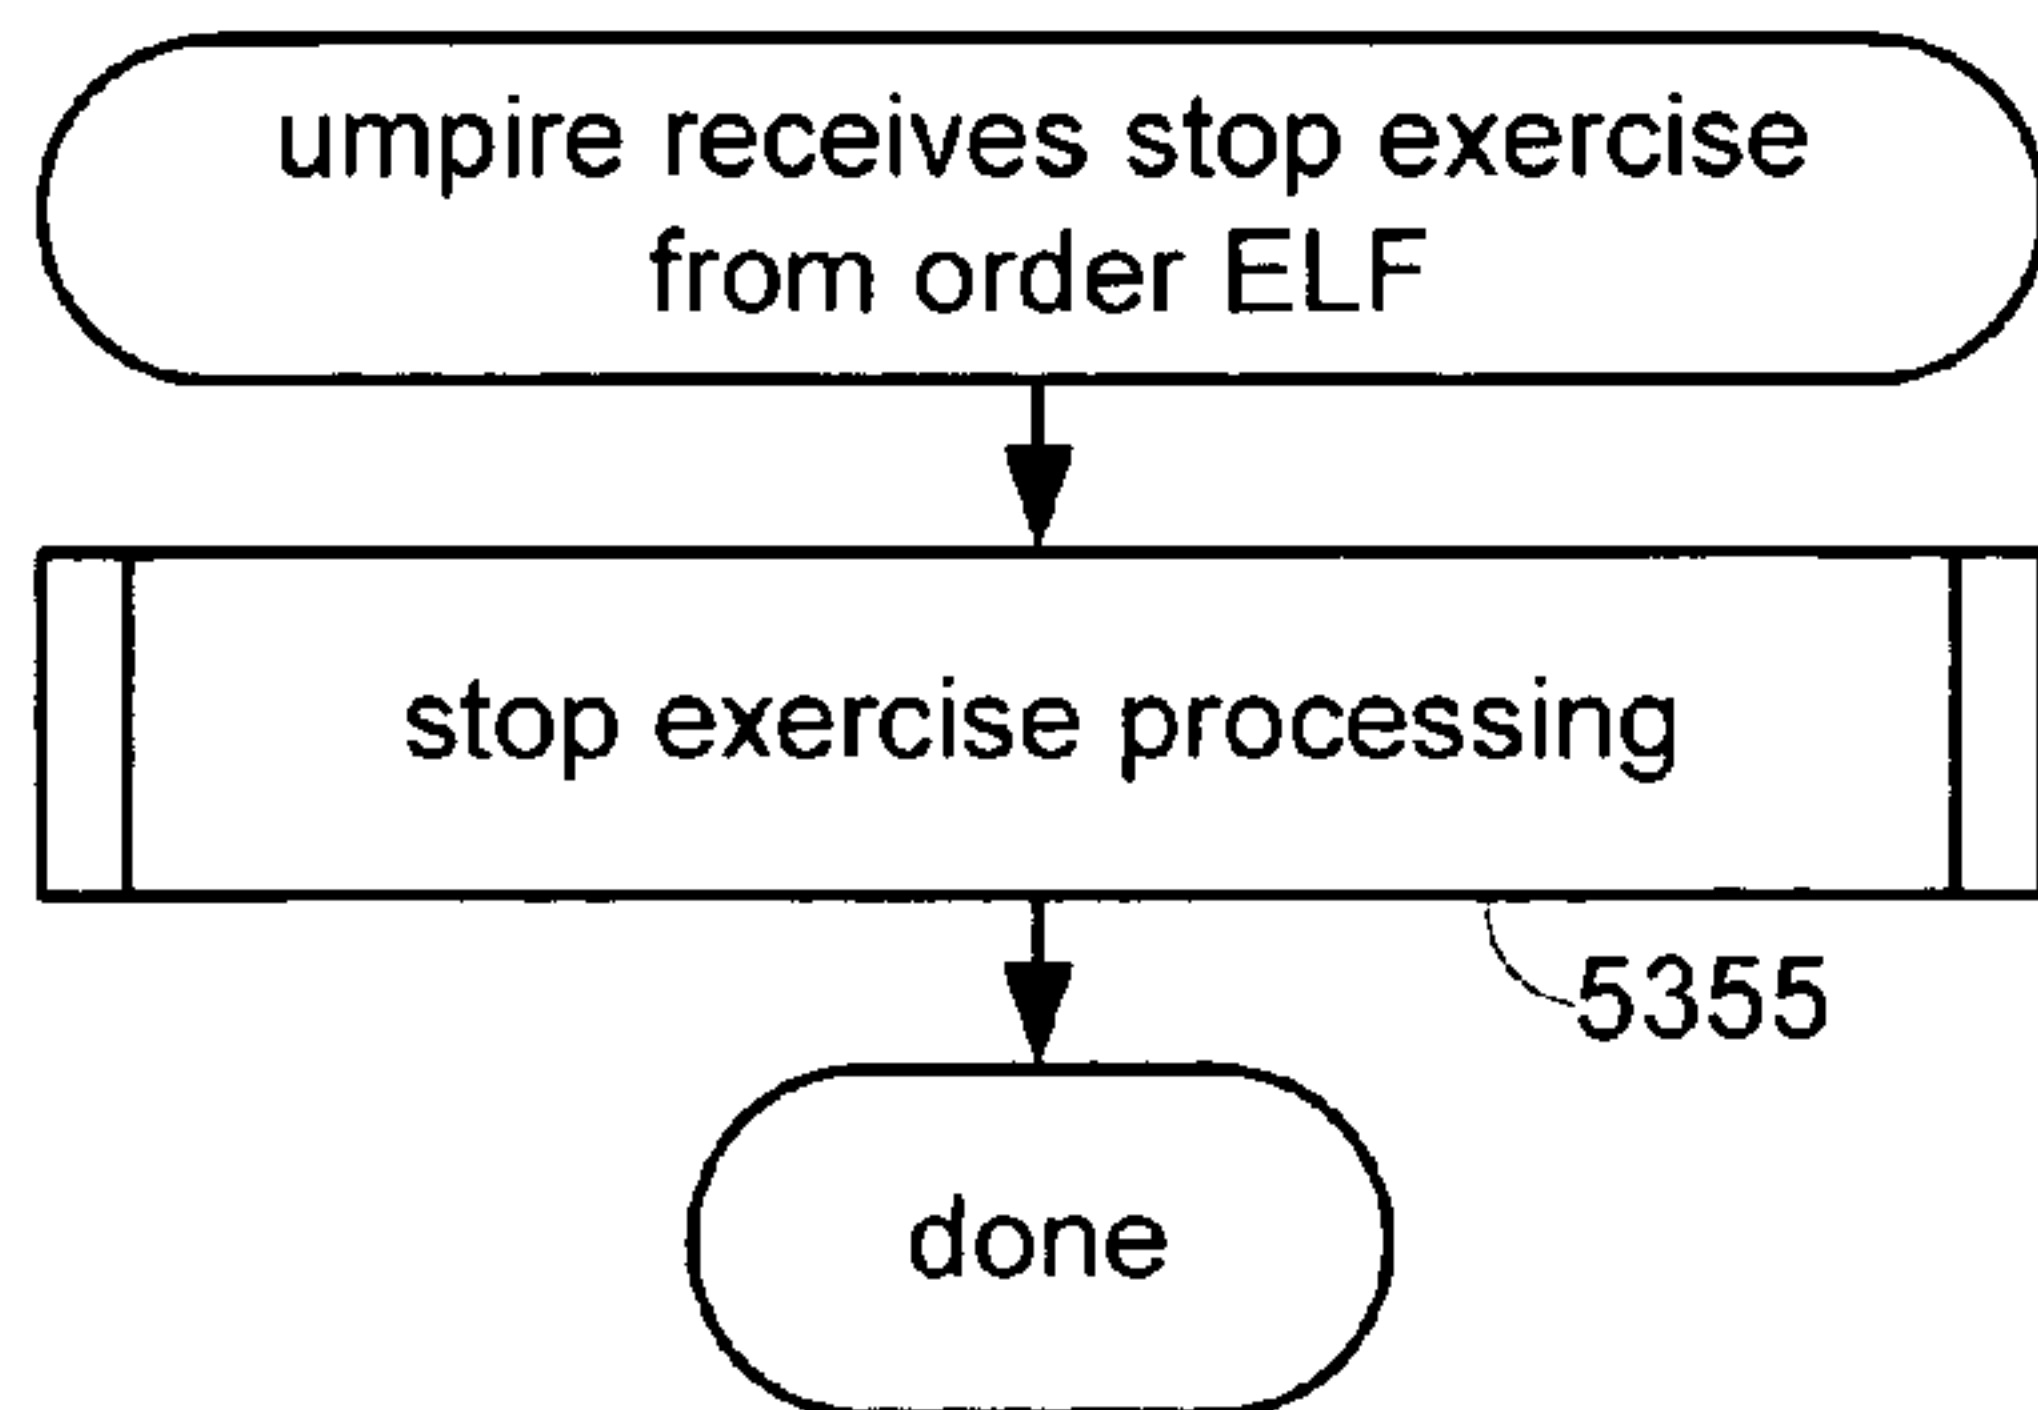 umpire receives stop exercise
from order ELF
stop exercise processing
5355
done